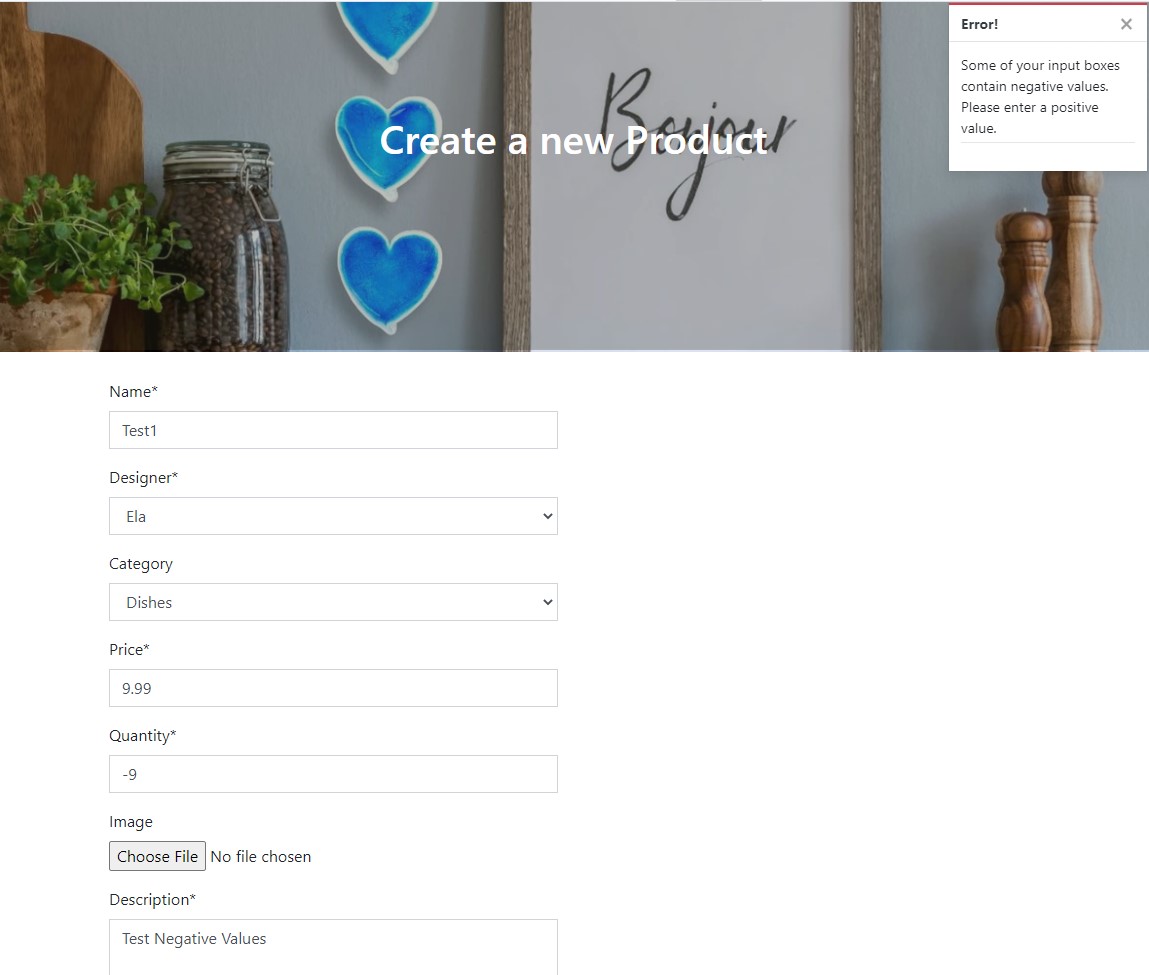 Error!
Some of your input boxes
contain negative values.
Please enter a positive
value.
Bonjour
Create a new Product
Name*
Test1
Designer*
Ela
Category
Dishes
Price*
9.99
Quantity*
-9
Image
Choose File No file chosen
Description*
Test Negative Values